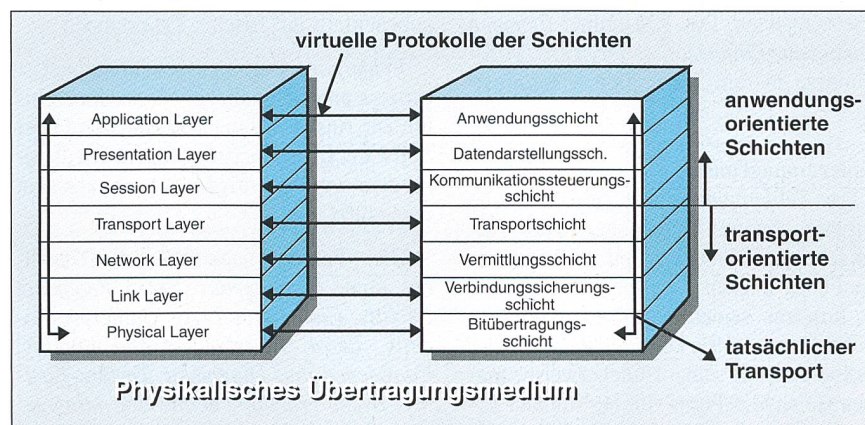 virtuelle Protokolle der Schichten
Application Layer
Presentation Layer
Session Layer
Transport Layer
Network Layer
Link Layer
Physical Layer
Anwendungsschicht
Datendarstellungssch.
Kommunikationssteuerungs-
schicht
Transportschicht
Vermittlungsschicht
Verbindungssicherungs-
schicht
Bitübertragungs-
schicht
anwendungs-
orientierte
Schichten
transport-
orientierte
Schichten
tatsächlicher
Transport
Physikalisches Übertragungsmedium